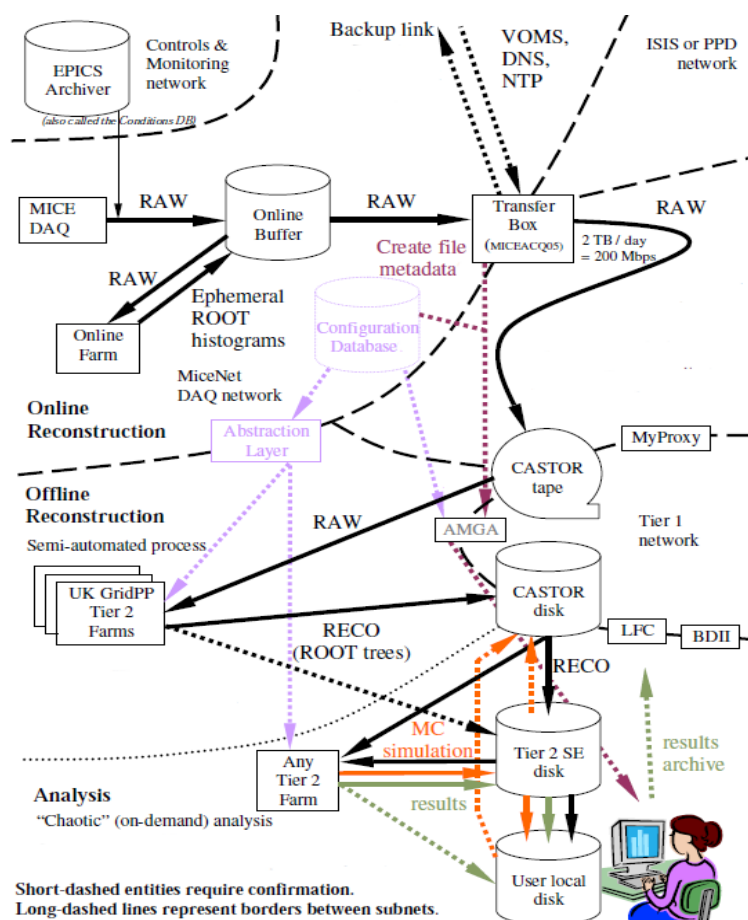 Backup link
VOMS,
DNS,
NTP
ISIS or PPD
network
Controls &
Monitoring
network
EPICS
Archiver
(also called the Conditions DB)
MICE
DAQ
RAW
Online
Buffer
RAW
Transfer
Box
(MICEACQ05)
RAW
2 TB / day
= 200 Mbps
Create file
metadata
RAW
Ephemeral
ROOT
histograms
Online
Farm
Configuration
Database
MiceNet
DAQ network
Online
Reconstruction
Abstraction
Layer
MyProxy
CASTOR
tape
Offline
Reconstruction
RAW
AMGA
Tier 1
network
Semi-automated process
UK GridPP
Tier 2
Farms
CASTOR
disk
RECO
(ROOT trees)
LFC
BDII
RECO
MC
simulation
Tier 2 SE
disk
results
archive
Any
Tier 2
Farm
results
Analysis
“Chaotic” (on-demand) analysis
User local
disk
Short-dashed entities require confirmation.
Long-dashed lines represent borders between subnets.